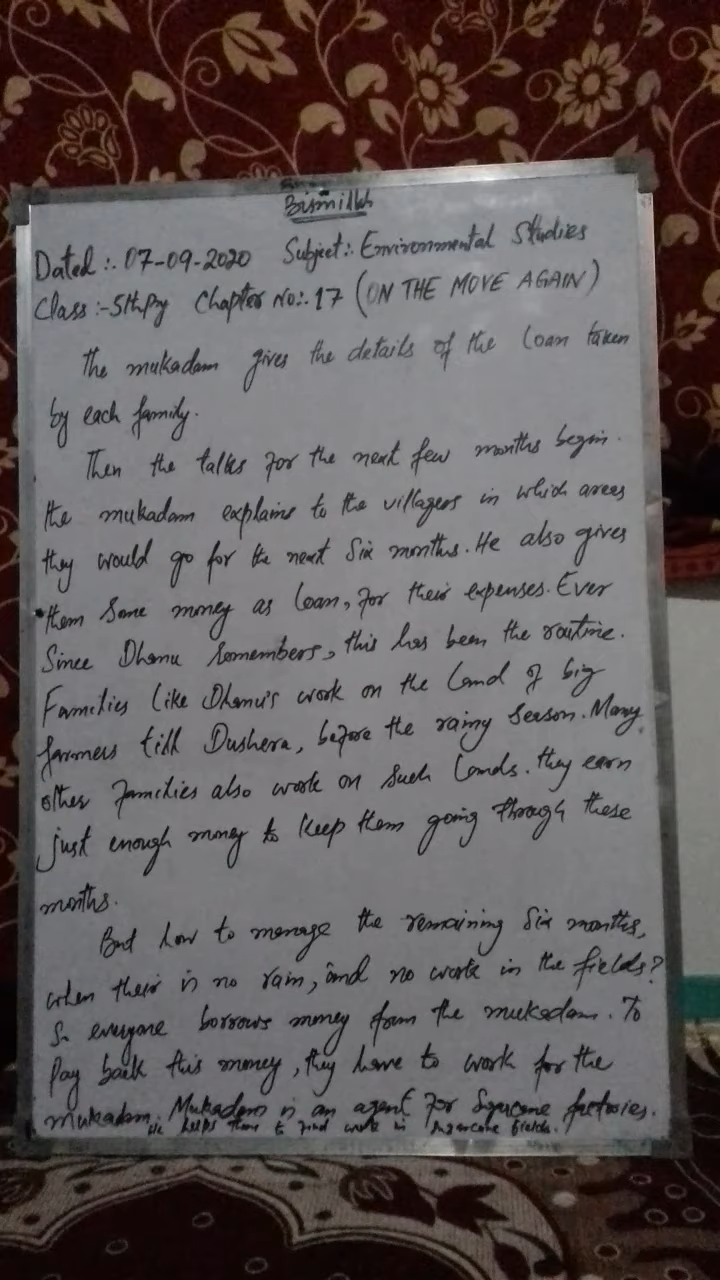 Bismillah
Dated :. 07-09-2020 Subject:. Environmental Studies
Class :- 5th Chapter No:. 17 (ON THE MOVE AGAIN)
The mukadam gives the details of the loan taken
by each family.
Then the talks for the next few months begin.
the mukadam explains to the villagers in which areas
they would go for the next Six months. He also gives
them some money as loan, for their expenses. Ever
Since Dhanu remembers, this has been the routine.
Families like Dhanu's work on the land of big
farmers till Dushera, before the rainy season. Many
other families also work on such lands. they earn
just enough money to keep them going through these
months.
But how to manage the remaining Six months,
when their is no rain, and no work in the fields?
So everyone borrows money from the mukadam. To
Pay back this money, they have to work for the
mukadam. Mukadam is an agent for factories.
He helps them to find work in Sugarcane fields.